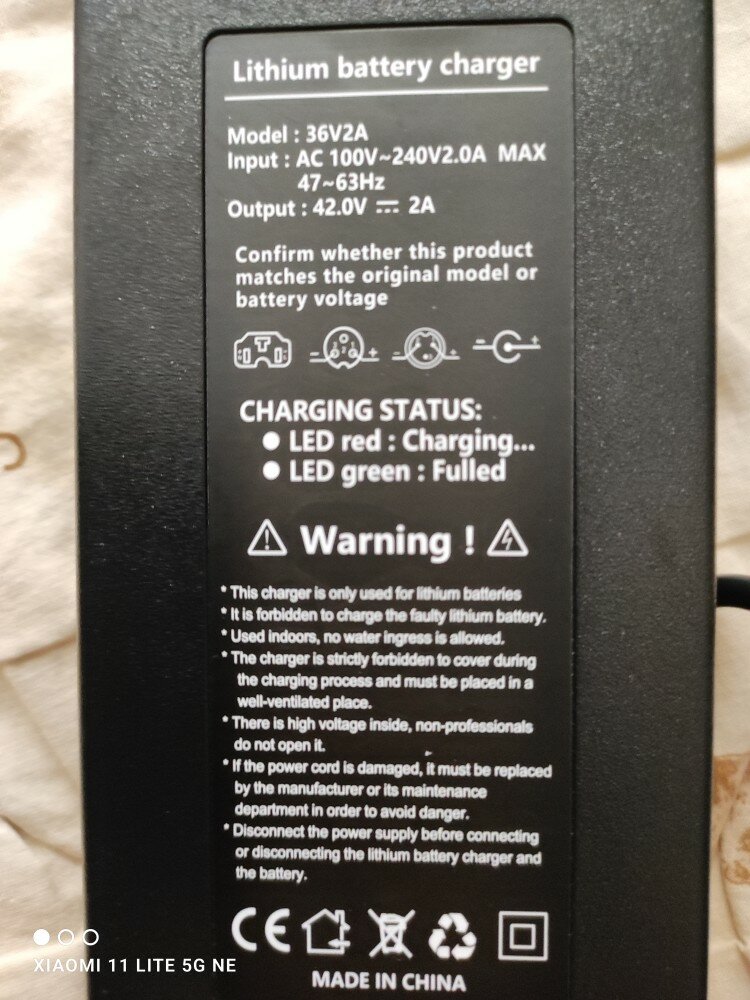 Lithium battery charger
Model : 36V2A
Input : AC 100V~240V2.0A MAX
47~63Hz
Output : 42.0V ⎓ 2A
Confirm whether this product
matches the original model or
battery voltage
CHARGING STATUS:
● LED red : Charging...
● LED green : Fulled
Warning !
* This charger is only used for lithium batteries
* It is forbidden to charge the faulty lithium battery.
* Used indoors, no water ingress is allowed.
* The charger is strictly forbidden to cover during
the charging process and must be placed in a
well-ventilated place.
* There is high voltage inside, non-professionals
do not open it.
* If the power cord is damaged, it must be replaced
by the manufacturer or its maintenance
department in order to avoid danger.
* Disconnect the power supply before connecting
or disconnecting the lithium battery charger and
the battery.
CE
MADE IN CHINA
XIAOMI 11 LITE 5G NE